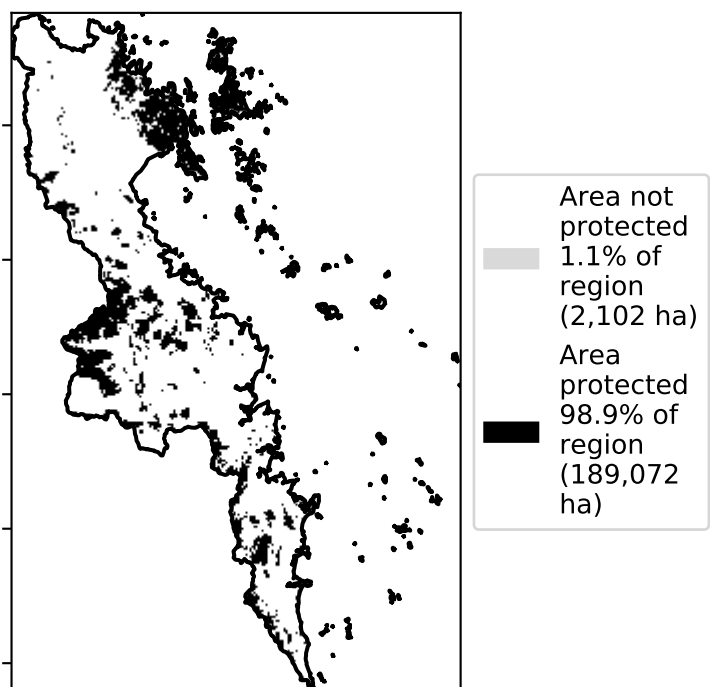 Area not
protected
1.1% of
region
(2,102 ha)
Area
protected
98.9% of
region
(189,072
ha)